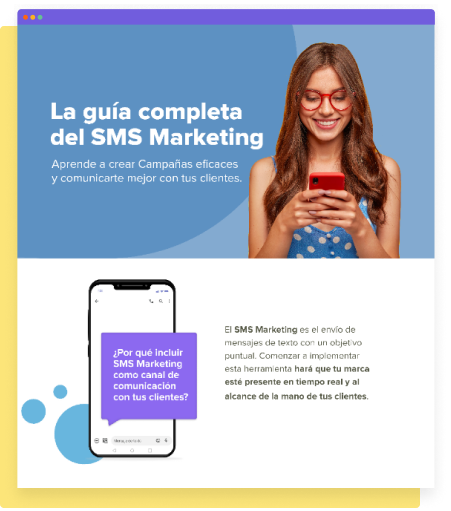 La guía completa
del SMS Marketing
Aprende a crear Campañas eficaces
y comunicarte mejor con tus clientes.
¿Por qué incluir
SMS Marketing
como canal de
comunicación
con tus clientes?
El SMS Marketing es el envío de
mensajes de texto con un objetivo
puntual. Comenzar a implementar
esta herramienta hará que tu marca
esté presente en tiempo real y al
alcance de la mano de tus clientes.